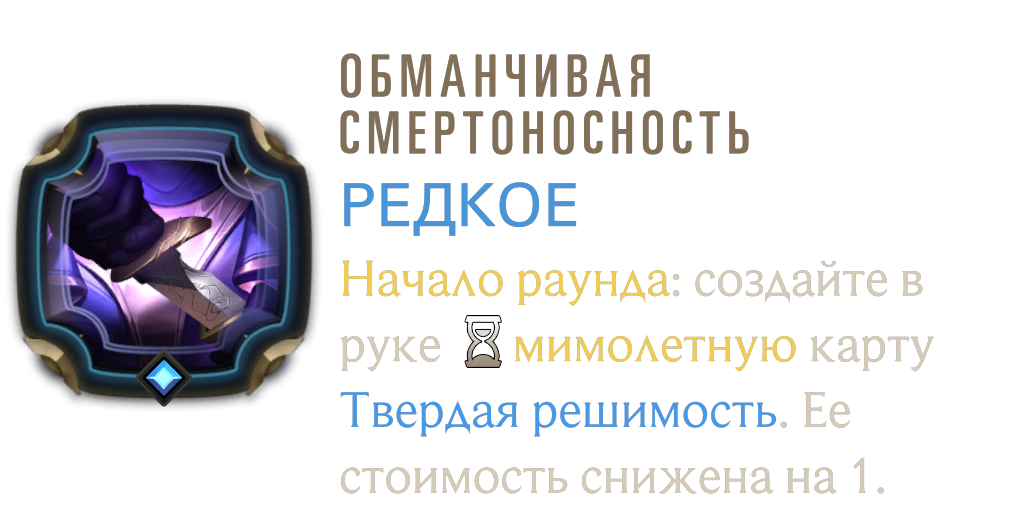 ОБМАНЧИВАЯ
СМЕРТОНОСНОСТЬ
РЕДКОЕ
Начало раунда: создайте в
руке мимолетную карту
Твердая решимость. Ее
стоимость снижена на 1.